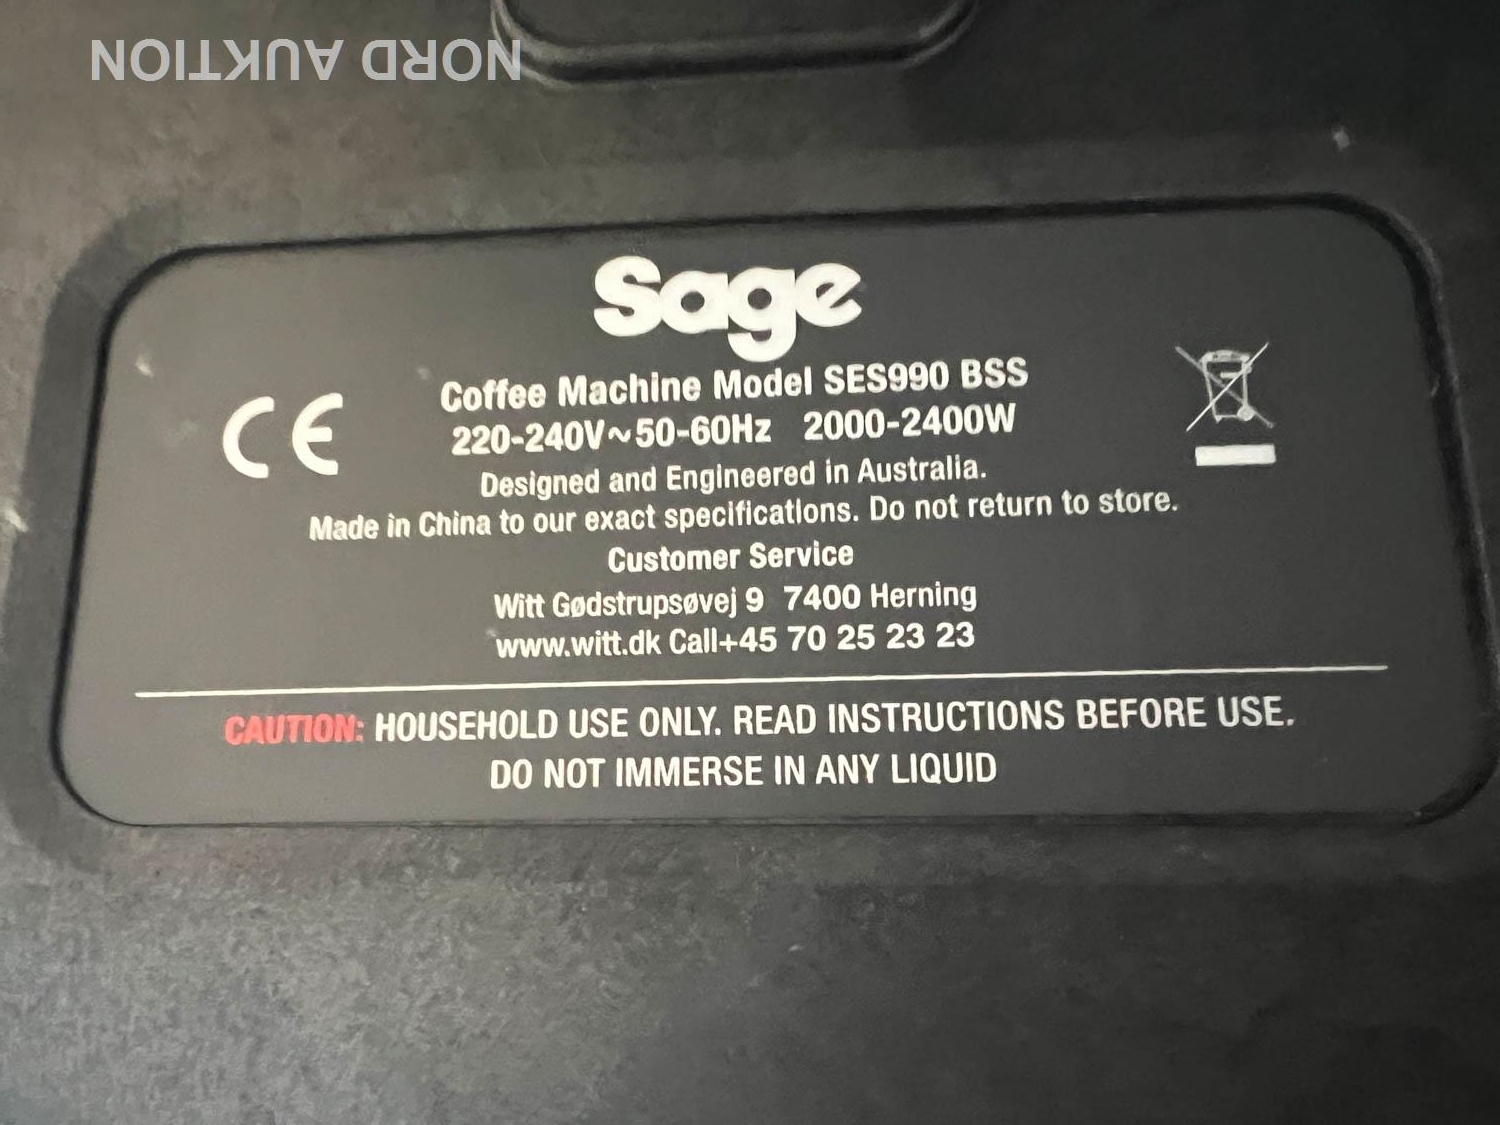 NORD AUKTION
Sage
CE
Coffee Machine Model SES990 BSS
220-240V~50-60Hz 2000-2400W
Designed and Engineered in Australia.
Made in China to our exact specifications. Do not return to store.
Customer Service
Witt Gødstrupsøvej 9 7400 Herning
www.witt.dk Call+45 70 25 23 23
CAUTION: HOUSEHOLD USE ONLY. READ INSTRUCTIONS BEFORE USE.
DO NOT IMMERSE IN ANY LIQUID